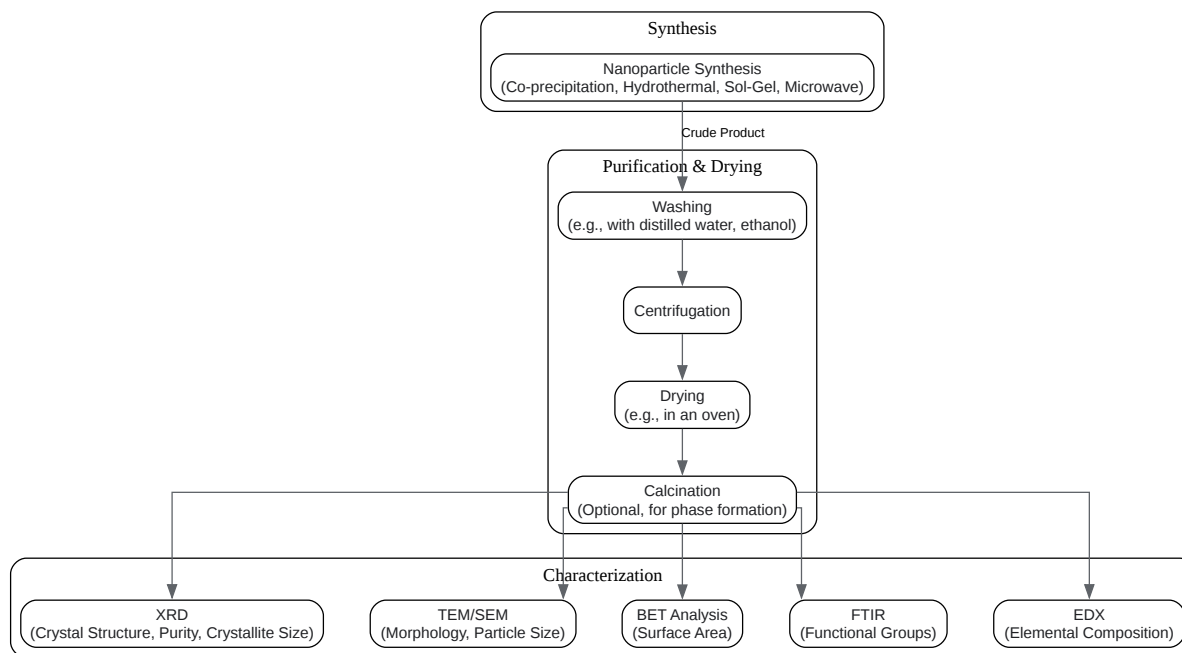 Synthesis
Nanoparticle Synthesis
(Co-precipitation, Hydrothermal, Sol-Gel, Microwave)
Crude Product
Purification & Drying
Washing
(e.g., with distilled water, ethanol)
Centrifugation
Drying
(e.g., in an oven)
Calcination
(Optional, for phase formation)
Characterization
XRD
(Crystal Structure, Purity, Crystallite Size)
TEM/SEM
(Morphology, Particle Size)
BET Analysis
(Surface Area)
FTIR
(Functional Groups)
EDX
(Elemental Composition)